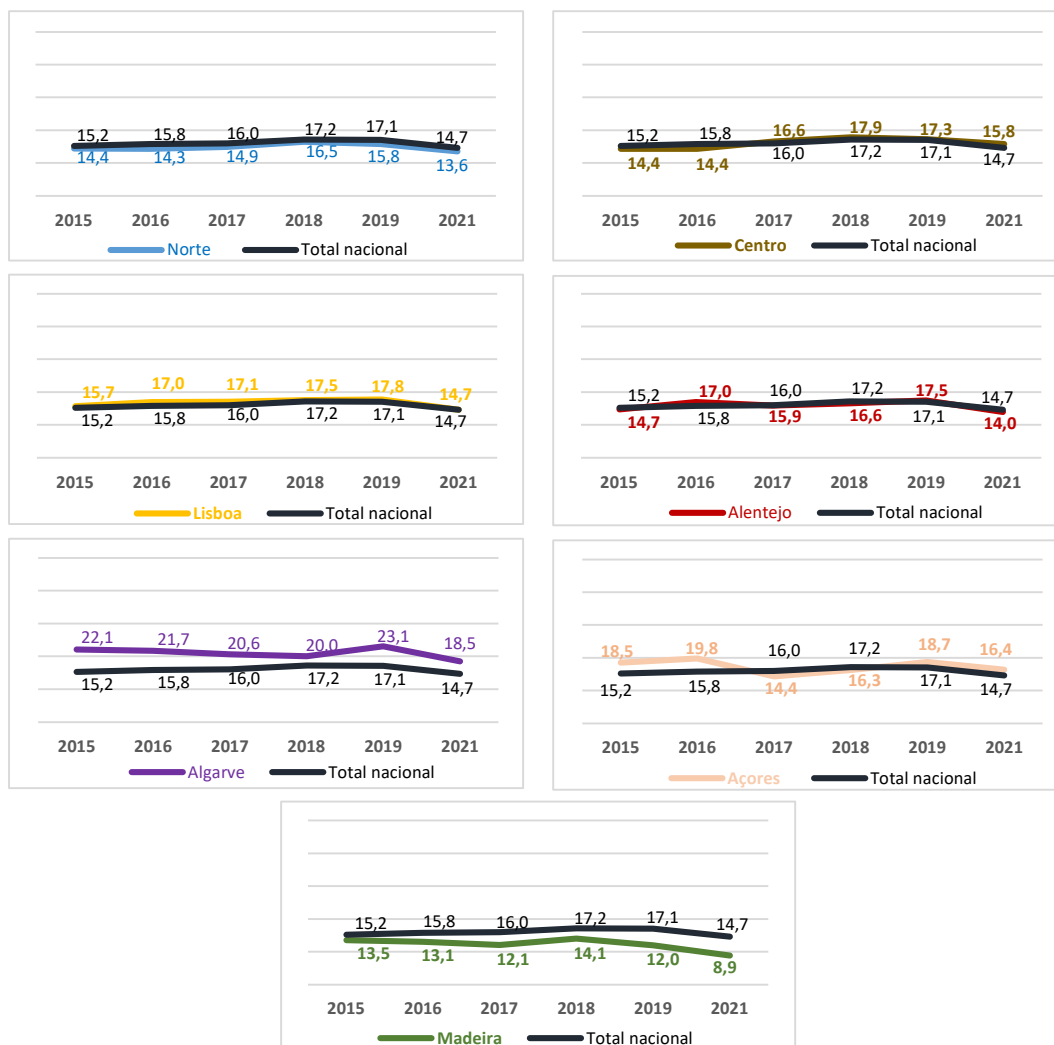 15,2 15,8 16,0 17,2 17,1 14,7
14,4 14,3 14,9 16,5 15,8 13,6
2015 2016 2017 2018 2019 2021
Norte Total nacional
15,2 15,8 16,6 17,9 17,3 15,8
14,4 14,4 16,0 17,2 17,1 14,7
2015 2016 2017 2018 2019 2021
Centro Total nacional
15,7 17,0 17,1 17,5 17,8 14,7
15,2 15,8 16,0 17,2 17,1 14,7
2015 2016 2017 2018 2019 2021
Lisboa Total nacional
15,2 17,0 16,0 17,2 17,5 14,7
14,7 15,8 15,9 16,6 17,1 14,0
2015 2016 2017 2018 2019 2021
Alentejo Total nacional
22,1 21,7 20,6 20,0 23,1 18,5
15,2 15,8 16,0 17,2 17,1 14,7
2015 2016 2017 2018 2019 2021
Algarve Total nacional
18,5 19,8 16,0 17,2 18,7 16,4
15,2 15,8 14,4 16,3 17,1 14,7
2015 2016 2017 2018 2019 2021
Açores Total nacional
15,2 15,8 16,0 17,2 17,1 14,7
13,5 13,1 12,1 14,1 12,0 8,9
2015 2016 2017 2018 2019 2021
Madeira Total nacional